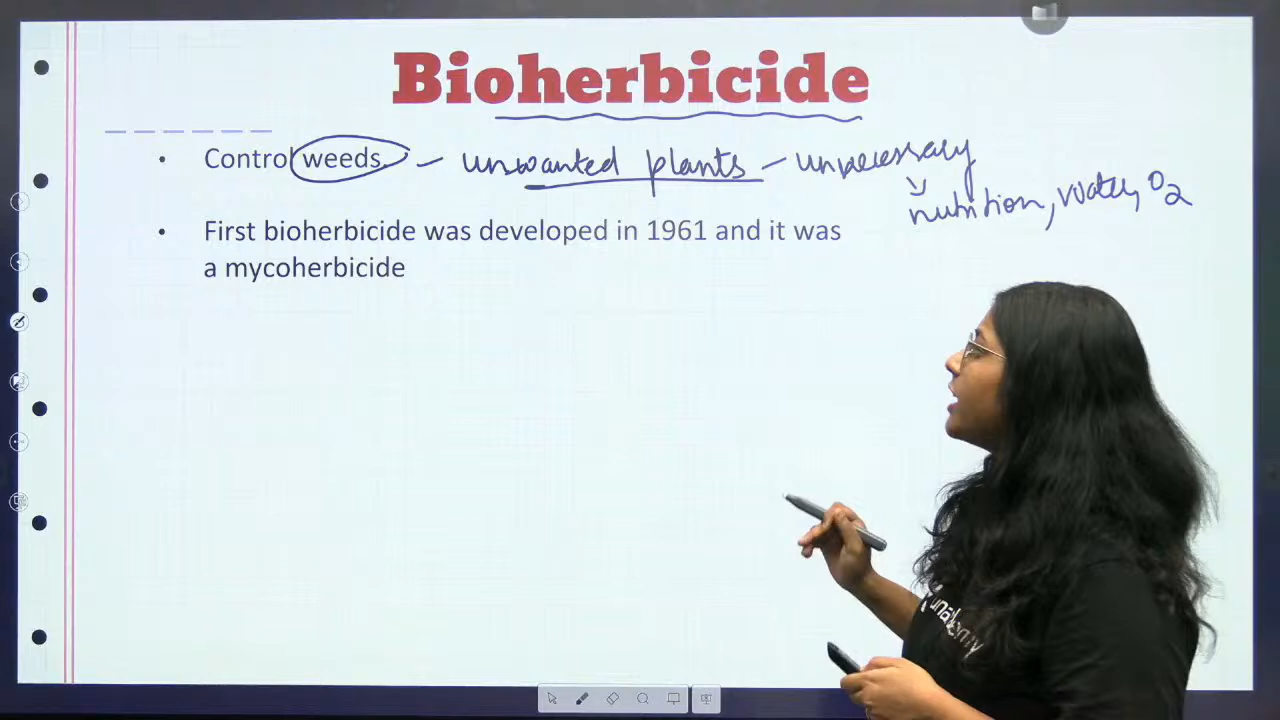 Bioherbicide
• Control weeds. – unwanted plants – unnecessary
nutrition, water, O2
• First bioherbicide was developed in 1961 and it was
a mycoherbicide
unacademy